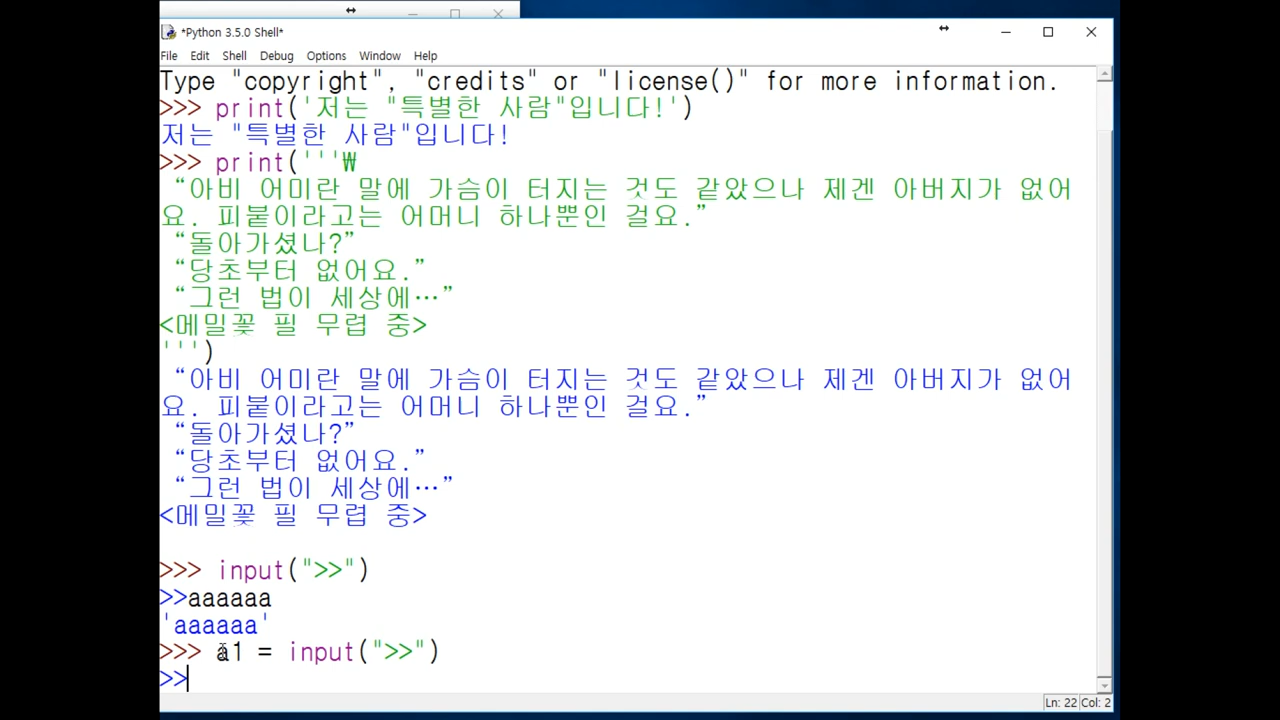 *Python 3.5.0 Shell*
File Edit Shell Debug Options Window Help
Type "copyright", "credits" or "license()" for more information.
>>> print('저는 "특별한 사람"입니다!')
저는 "특별한 사람"입니다!
>>> print('''₩
“아비 어미란 말에 가슴이 터지는 것도 같았으나 제겐 아버지가 없어
요. 피붙이라고는 어머니 하나뿐인 걸요.”
“돌아가셨나?”
“당초부터 없어요.”
“그런 법이 세상에…”
<메밀꽃 필 무렵 중>
''')
“아비 어미란 말에 가슴이 터지는 것도 같았으나 제겐 아버지가 없어
요. 피붙이라고는 어머니 하나뿐인 걸요.”
“돌아가셨나?”
“당초부터 없어요.”
“그런 법이 세상에…”
<메밀꽃 필 무렵 중>
>>> input(">>")
>>aaaaaa
'aaaaaa'
>>> a1 = input(">>")
>>
Ln: 22 Col: 2